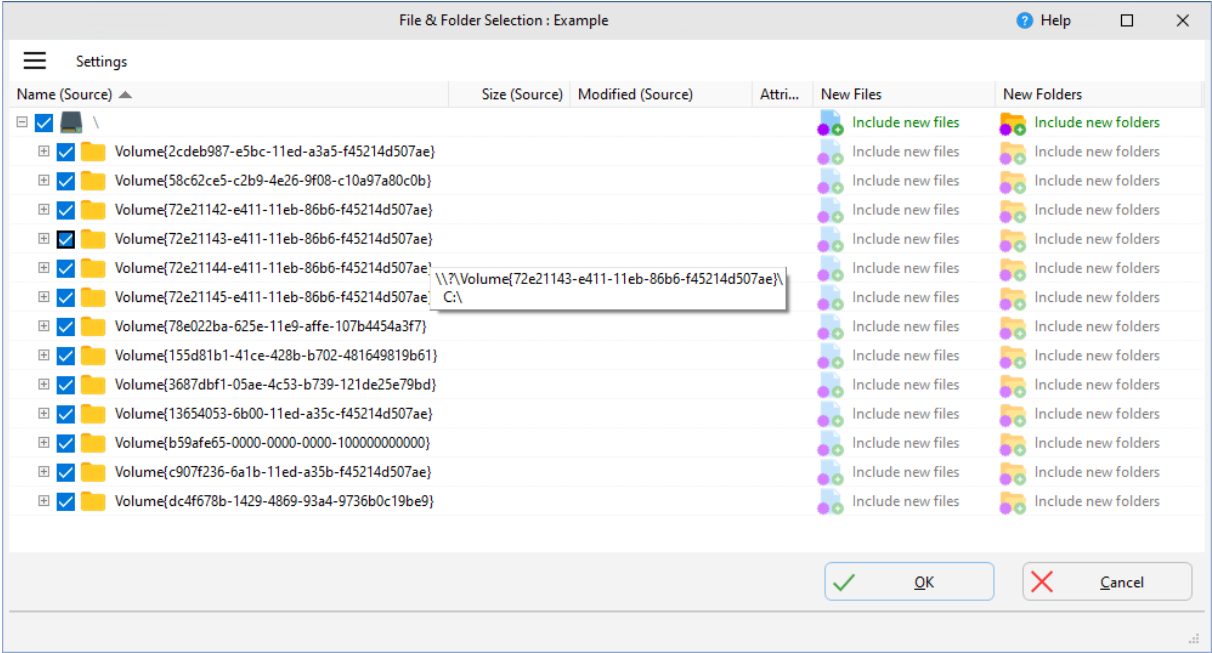 File & Folder Selection : Example
Help
Settings
Name (Source) Size (Source) Modified (Source) Attri... New Files New Folders
\ Include new files Include new folders
Volume{2cdeb987-e5bc-11ed-a3a5-f45214d507ae} Include new files Include new folders
Volume{58c62ce5-c2b9-4e26-9f08-c10a97a80c0b} Include new files Include new folders
Volume{72e21142-e411-11eb-86b6-f45214d507ae} Include new files Include new folders
Volume{72e21143-e411-11eb-86b6-f45214d507ae} Include new files Include new folders
Volume{72e21144-e411-11eb-86b6-f45214d507ae} Include new files Include new folders
\\?\Volume{72e21143-e411-11eb-86b6-f45214d507ae}\
C:\
Volume{72e21145-e411-11eb-86b6-f45214d507ae} Include new files Include new folders
Volume{78e022ba-625e-11e9-affe-107b4454a3f7} Include new files Include new folders
Volume{155d81b1-41ce-428b-b702-481649819b61} Include new files Include new folders
Volume{3687dbf1-05ae-4c53-b739-121de25e79bd} Include new files Include new folders
Volume{13654053-6b00-11ed-a35c-f45214d507ae} Include new files Include new folders
Volume{b59afe65-0000-0000-0000-100000000000} Include new files Include new folders
Volume{c907f236-6a1b-11ed-a35b-f45214d507ae} Include new files Include new folders
Volume{dc4f678b-1429-4869-93a4-9736b0c19be9} Include new files Include new folders
OK Cancel